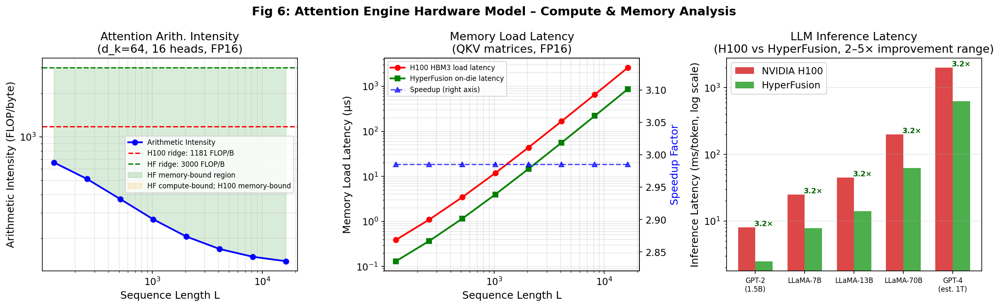 Fig 6: Attention Engine Hardware Model – Compute & Memory Analysis
Attention Arith. Intensity
(d_k=64, 16 heads, FP16)
Arithmetic Intensity (FLOP/byte)
10³
Arithmetic Intensity
H100 ridge: 1181 FLOP/B
HF ridge: 3000 FLOP/B
HF memory-bound region
HF compute-bound; H100 memory-bound
10³ 10⁴
Sequence Length L
Memory Load Latency
(QKV matrices, FP16)
Memory Load Latency (μs)
10³
10²
10¹
10⁰
10⁻¹
H100 HBM3 load latency
HyperFusion on-die latency
Speedup (right axis)
3.10
3.05
3.00
2.95
2.90
2.85
Speedup Factor
10³ 10⁴
Sequence Length L
LLM Inference Latency
(H100 vs HyperFusion, 2–5× improvement range)
Inference Latency (ms/token, log scale)
10³
10²
10¹
NVIDIA H100
HyperFusion
3.2×
3.2×
3.2×
3.2×
3.2×
GPT-2 LLaMA-7B LLaMA-13B LLaMA-70B GPT-4
(1.5B) (est. 1T)